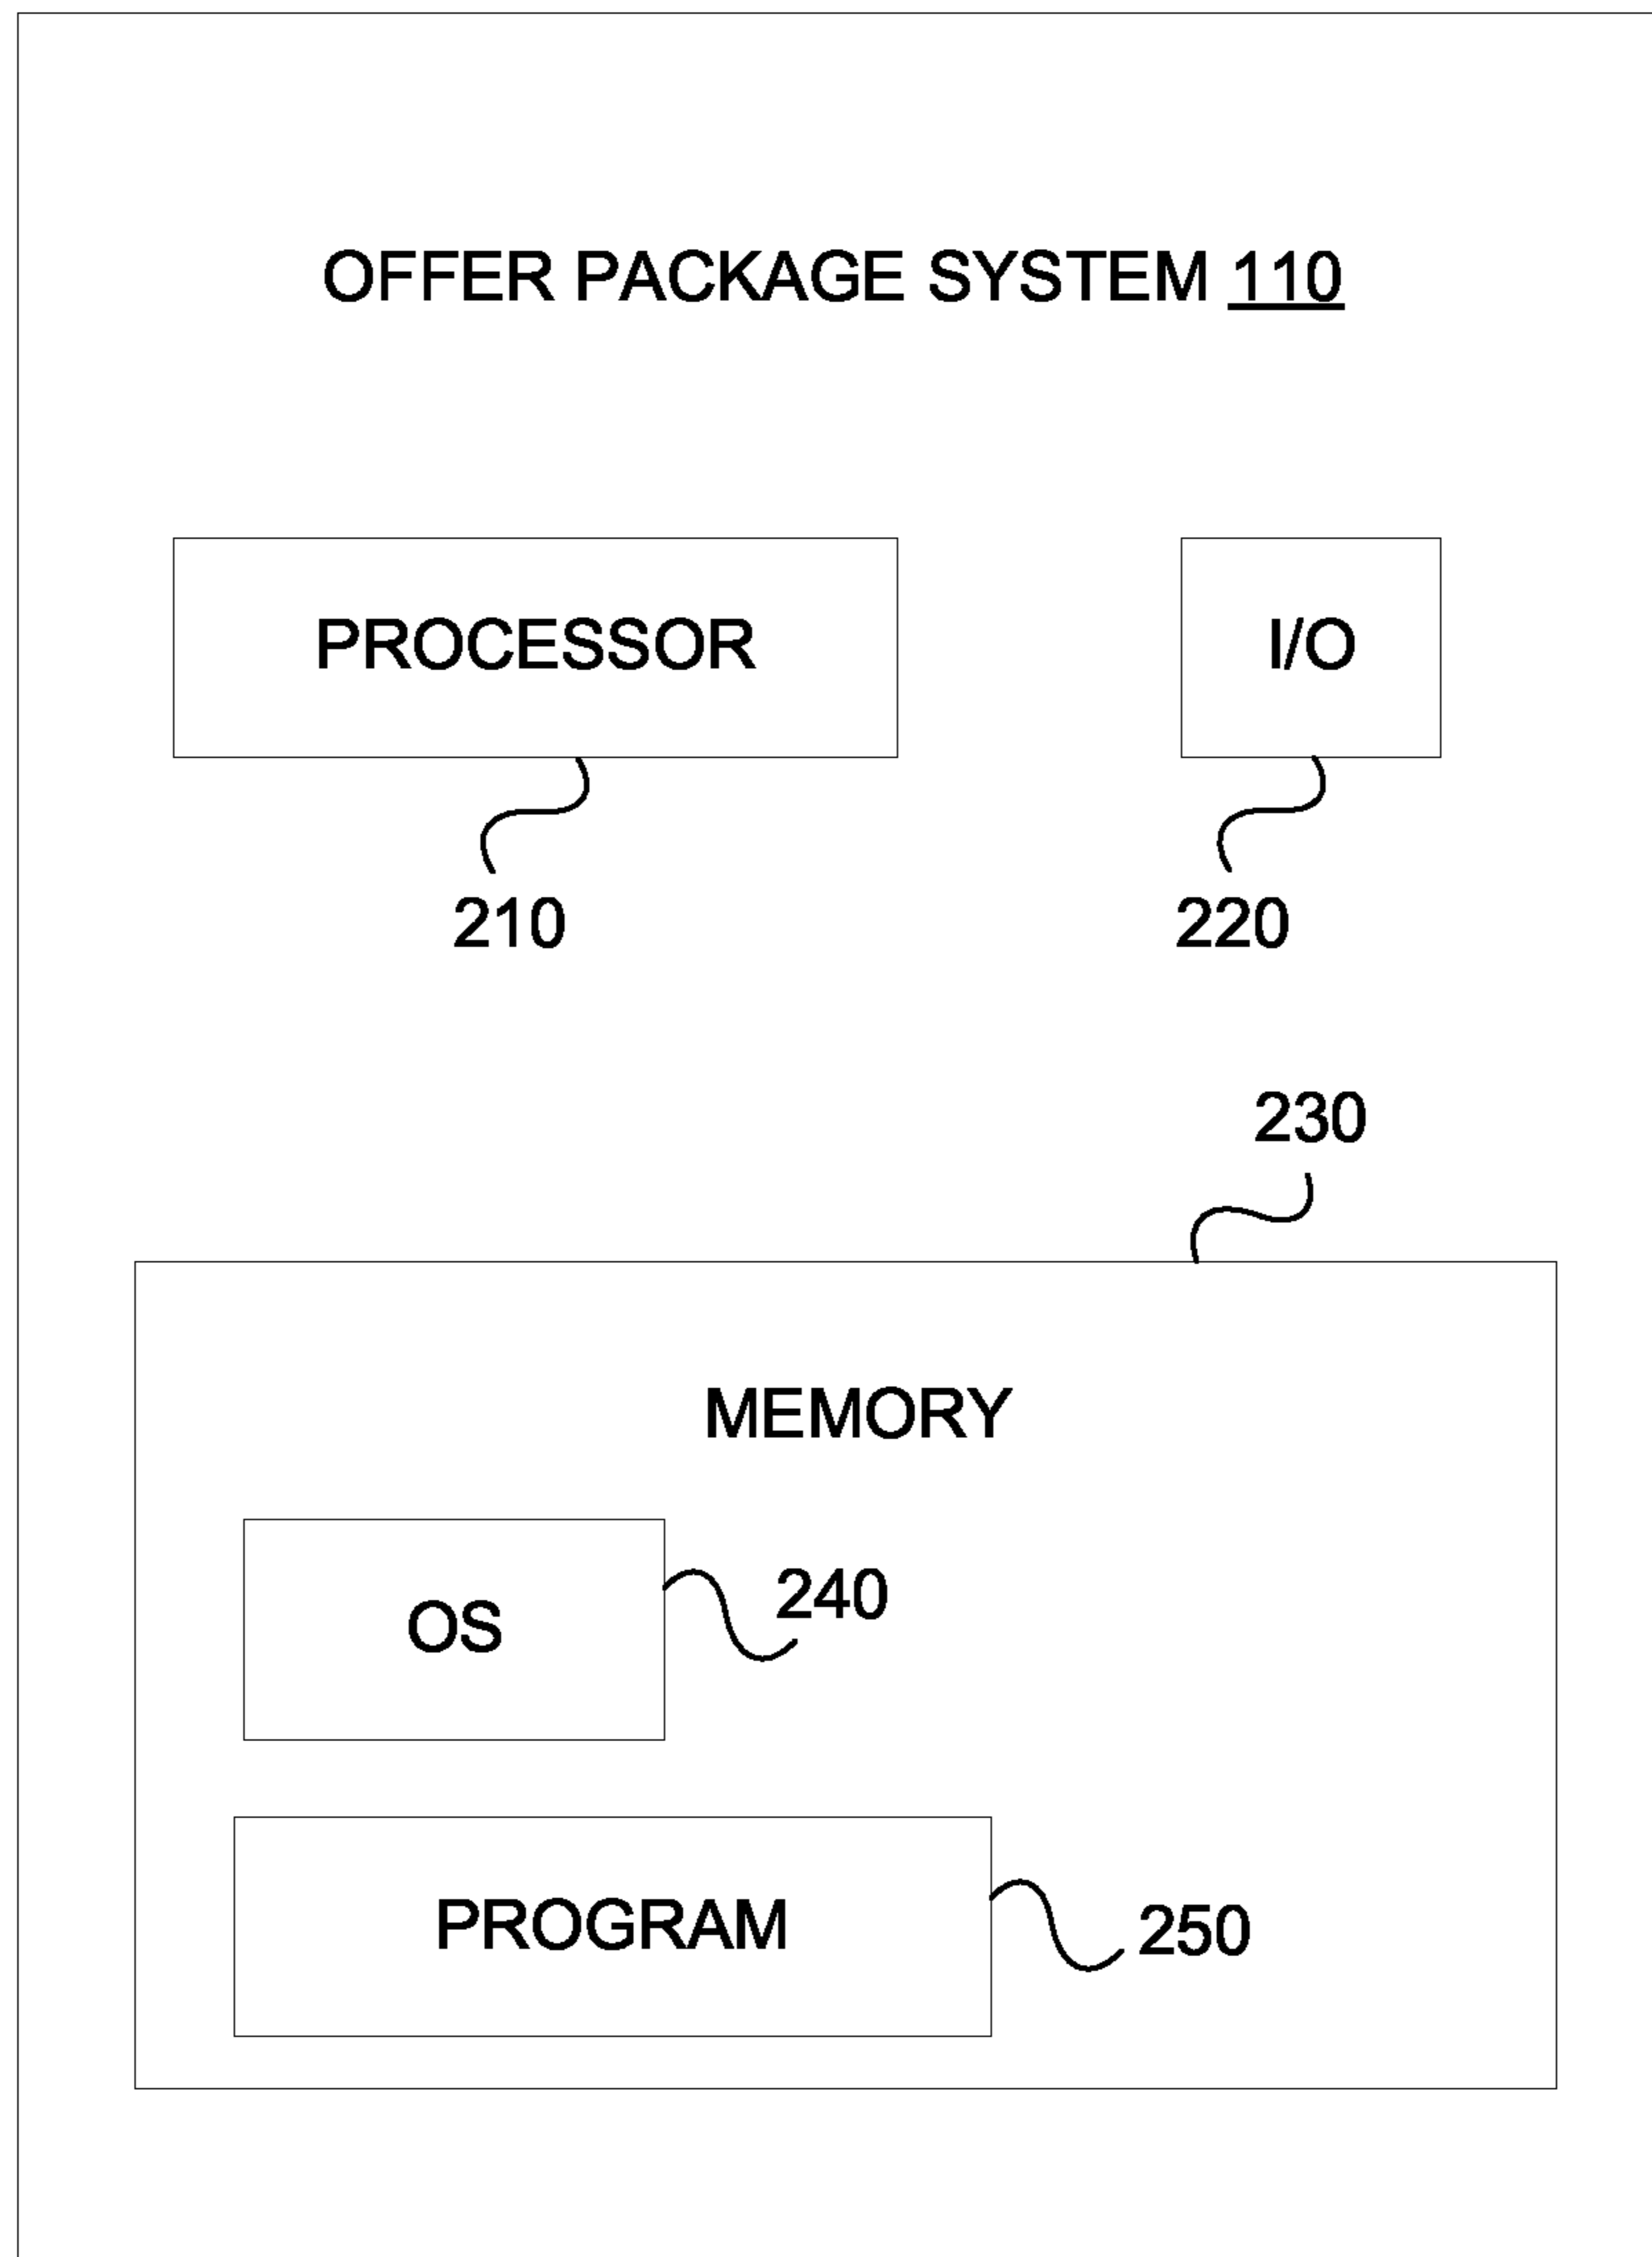 OFFER PACKAGE SYSTEM 110
PROCESSOR
I/O
210
220
230
MEMORY
OS
240
PROGRAM
250